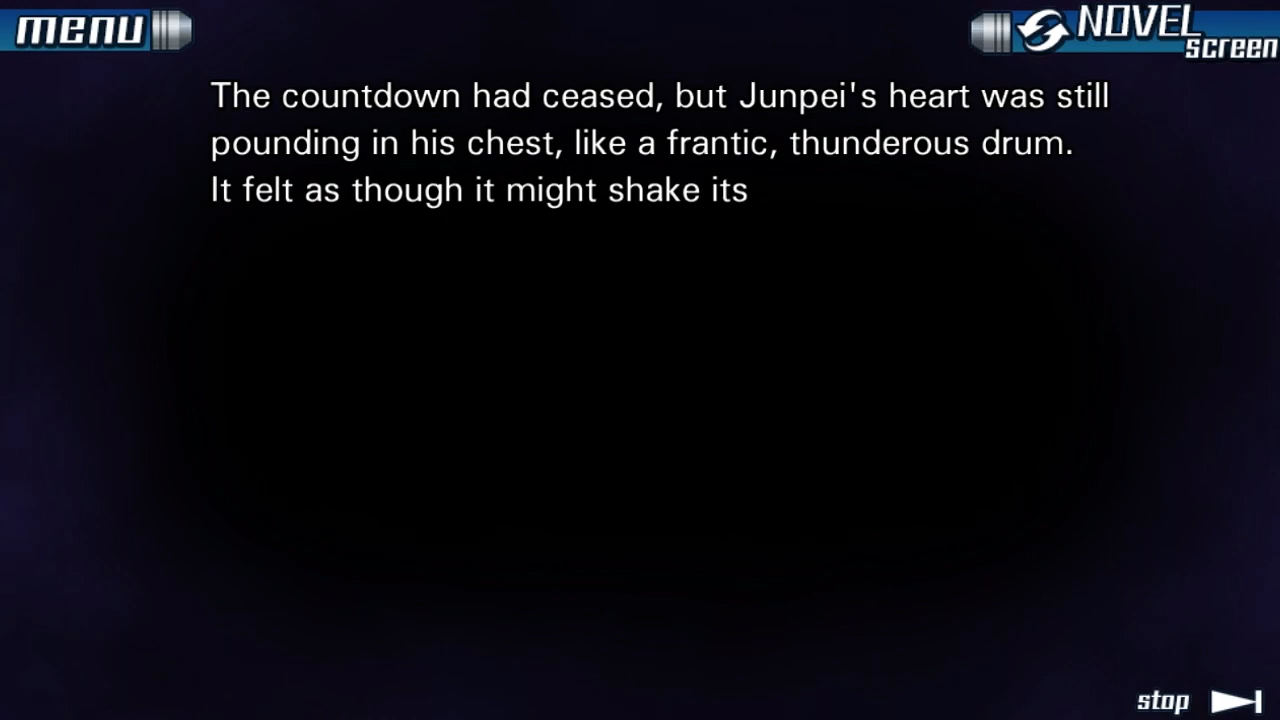 menu
NOVEL
screen
The countdown had ceased, but Junpei's heart was still
pounding in his chest, like a frantic, thunderous drum.
It felt as though it might shake its
stop